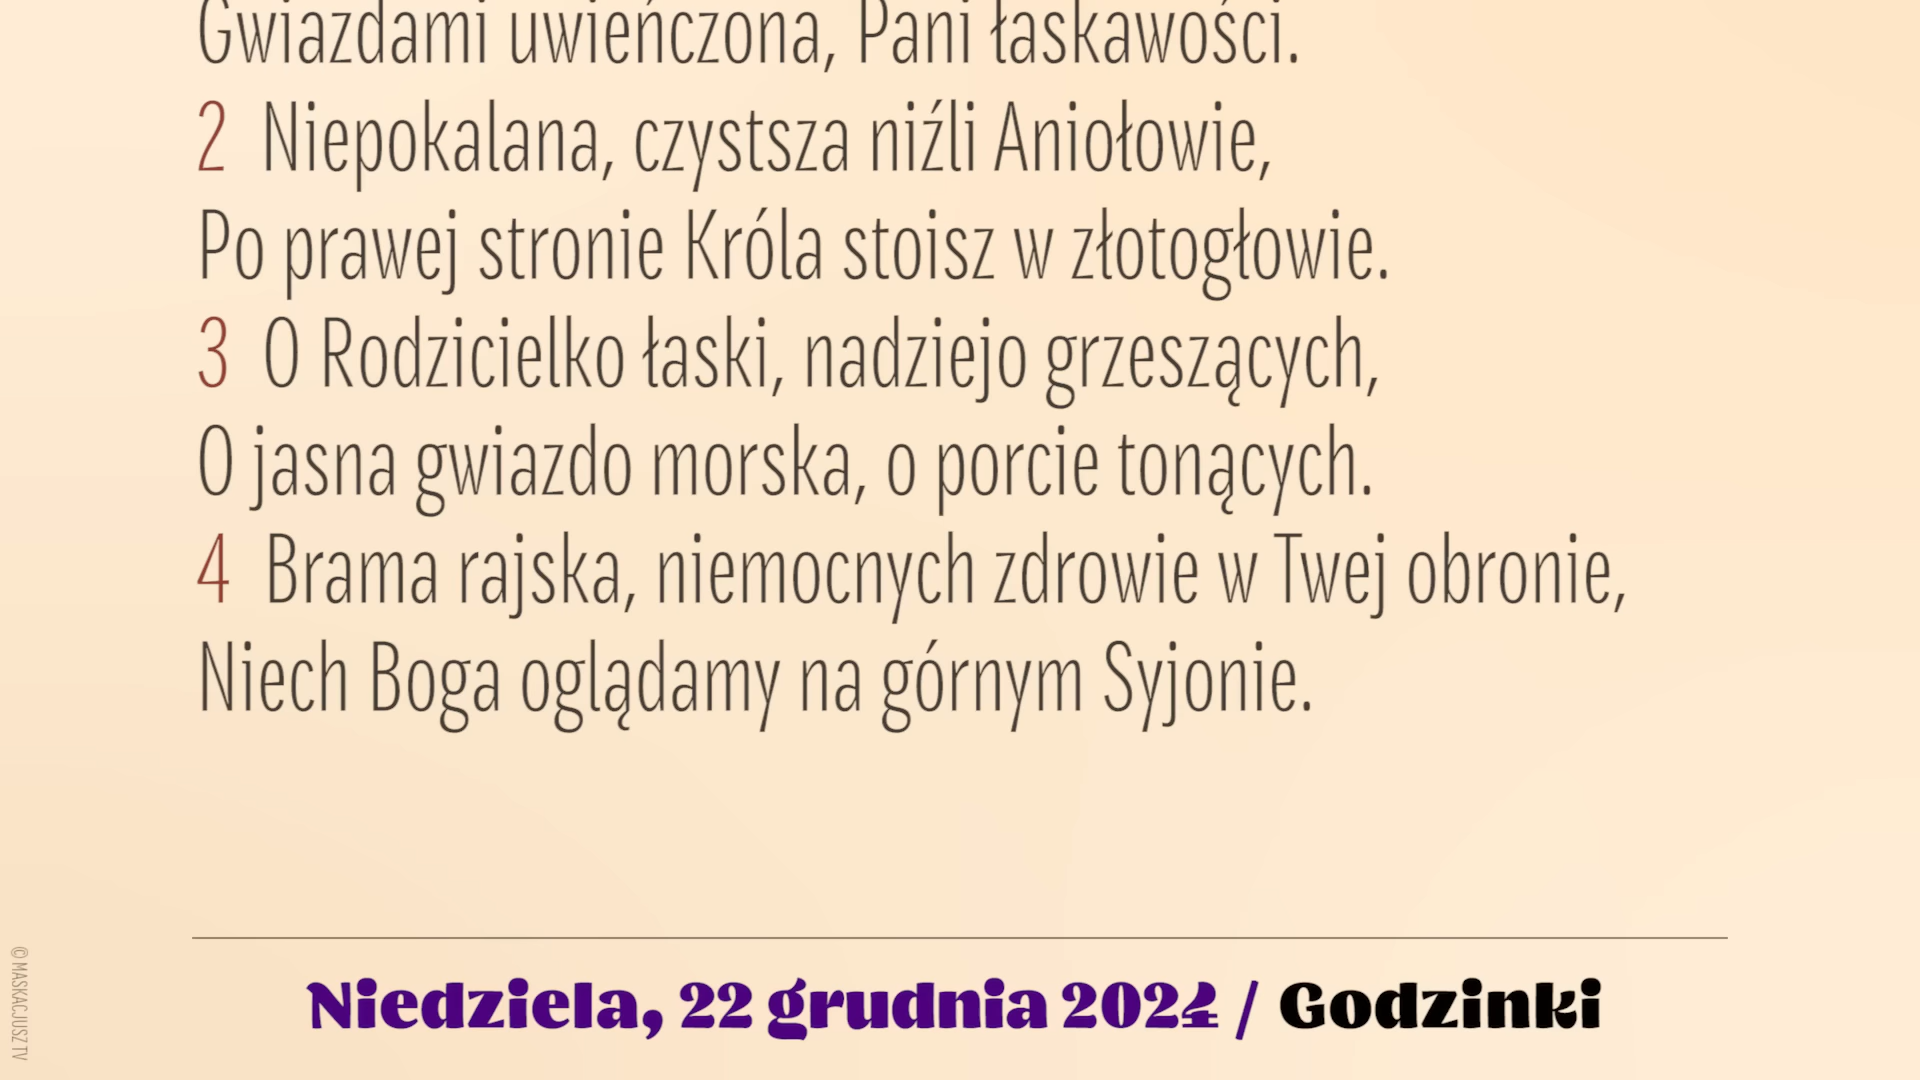 Gwiazdami uwieńczona, Pani łaskawości.
2 Niepokalana, czystsza niźli Aniołowie,
Po prawej stronie Króla stoisz w złotogłowie.
3 O Rodzicielko łaski, nadziejo grzeszących,
O jasna gwiazdo morska, o porcie tonących.
4 Brama rajska, niemocnych zdrowie w Twej obronie,
Niech Boga oglądamy na górnym Syjonie.
Niedziela, 22 grudnia 2024 / Godzinki
© MASKACJUSZ TV